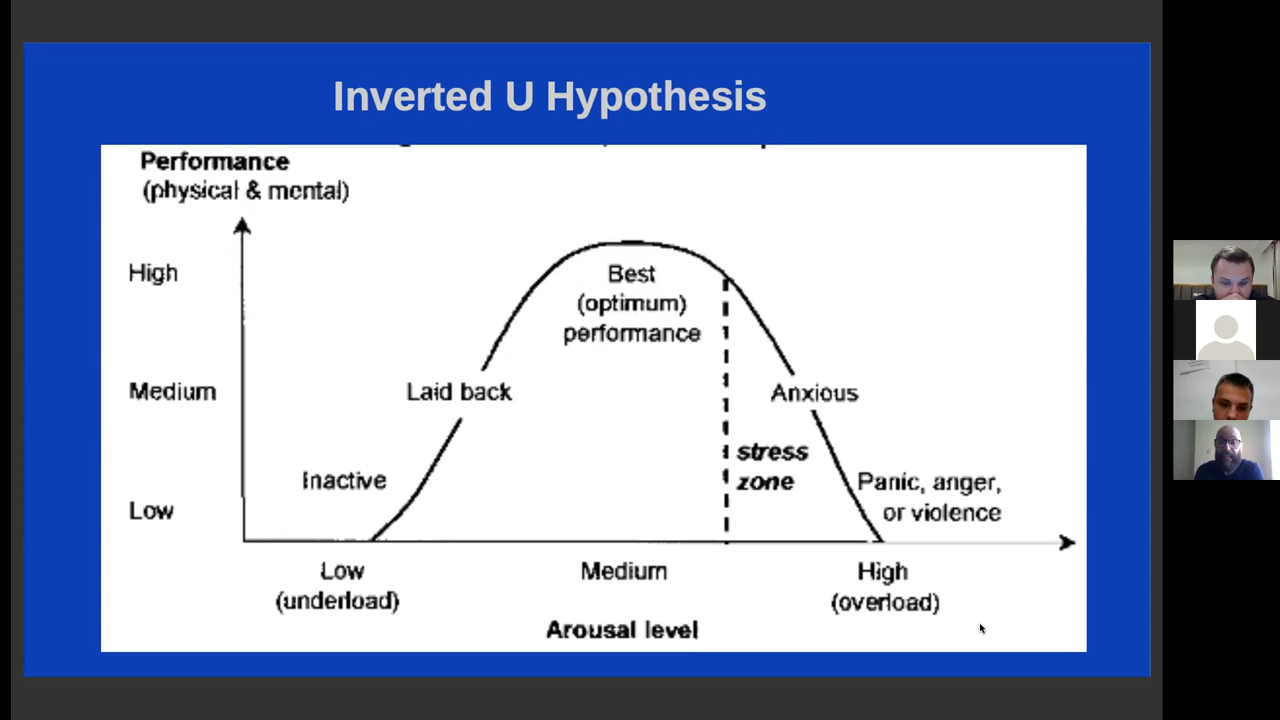 Inverted U Hypothesis
Performance
(physical & mental)
High
Best
(optimum)
performance
Medium
Laid back
Anxious
stress
zone
Inactive
Panic, anger,
or violence
Low
Low
(underload)
Medium
High
(overload)
Arousal level